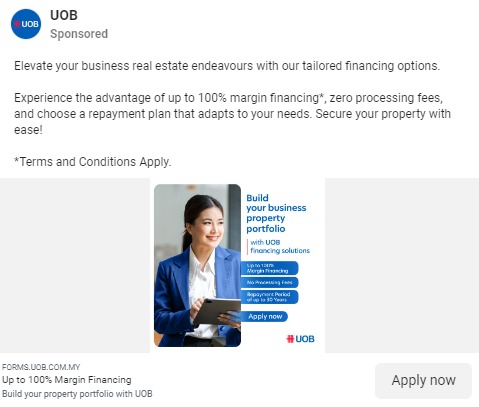 UOB
UOB
Sponsored
Elevate your business real estate endeavours with our tailored financing options.
Experience the advantage of up to 100% margin financing*, zero processing fees,
and choose a repayment plan that adapts to your needs. Secure your property with
ease!
*Terms and Conditions Apply.
Build
your business
property
portfolio
with UOB
financing solutions
Up to 100%
Margin Financing
No Processing Fees
Repayment Period
of up to 30 Years
Apply now
UOB
FORMS.UOB.COM.MY
Up to 100% Margin Financing
Build your property portfolio with UOB
Apply now